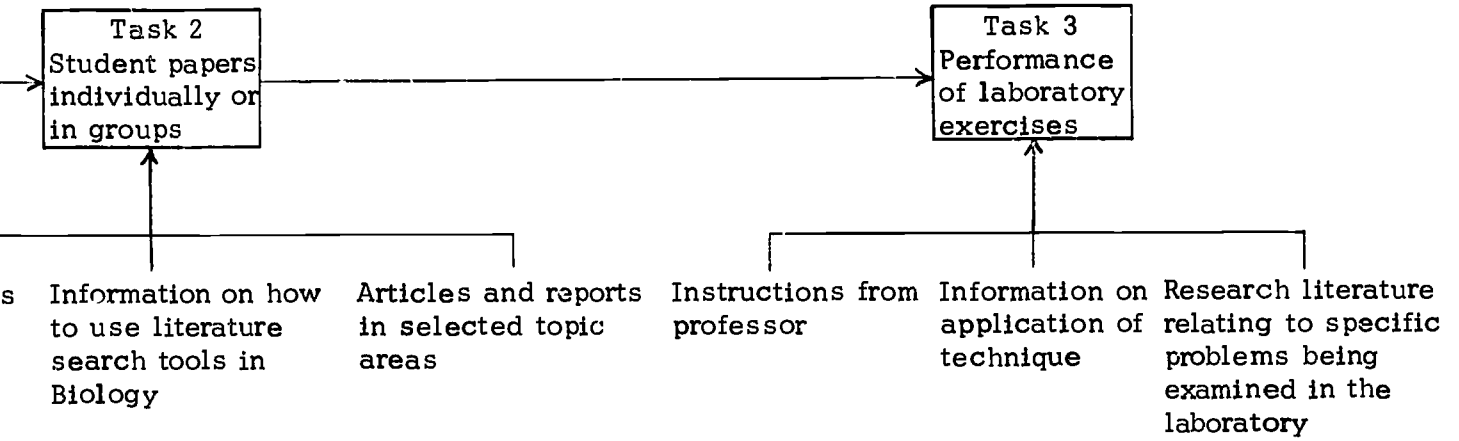 Task 2
Student papers
individually or
in groups
Task 3
Performance
of laboratory
exercises
s
Information on how
to use literature
search tools in
Biology
Articles and reports
in selected topic
areas
Instructions from
professor
Information on
application of
technique
Research literature
relating to specific
problems being
examined in the
laboratory